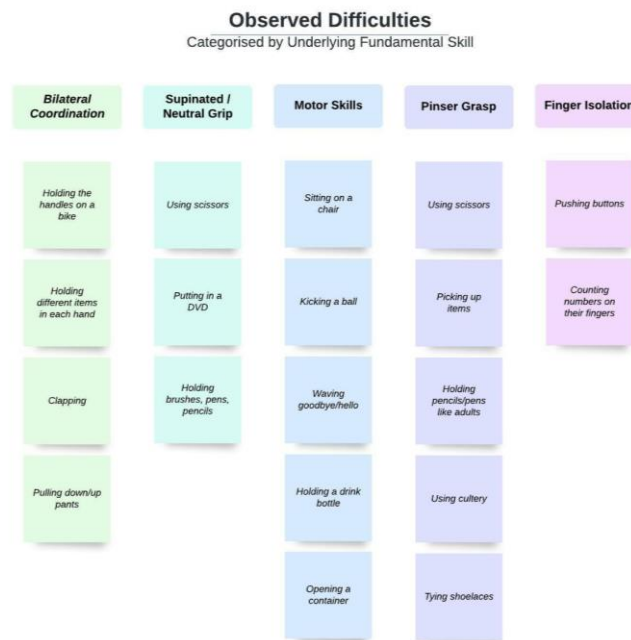 Observed Difficulties
Categorised by Underlying Fundamental Skill
Bilateral
Coordination
Supinated /
Neutral Grip
Motor Skills
Pinser Grasp
Finger Isolation
Holding the
handles on a
bike
Using scissors
Sitting on a
chair
Using scissors
Pushing buttons
Holding
different items
in each hand
Putting in a
DVD
Kicking a ball
Picking up
items
Counting
numbers on
their fingers
Clapping
Holding
brushes, pens,
pencils
Waving
goodbye/hello
Holding
pencils/pens
like adults
Pulling down/up
pants
Holding a drink
bottle
Using cultery
Opening a
container
Tying shoelaces